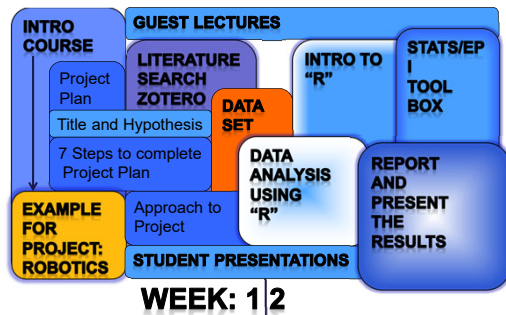 INTRO
COURSE
GUEST LECTURES
LITERATURE
SEARCH
ZOTERO
INTRO TO
“R”
STATS/EP
I
TOOL
BOX
Project
Plan
Title and Hypothesis
7 Steps to complete
Project Plan
DATA
SET
DATA
ANALYSIS
USING
“R”
REPORT
AND
PRESENT
THE
RESULTS
EXAMPLE
FOR
PROJECT:
ROBOTICS
Approach to
Project
STUDENT PRESENTATIONS
WEEK: 1 2